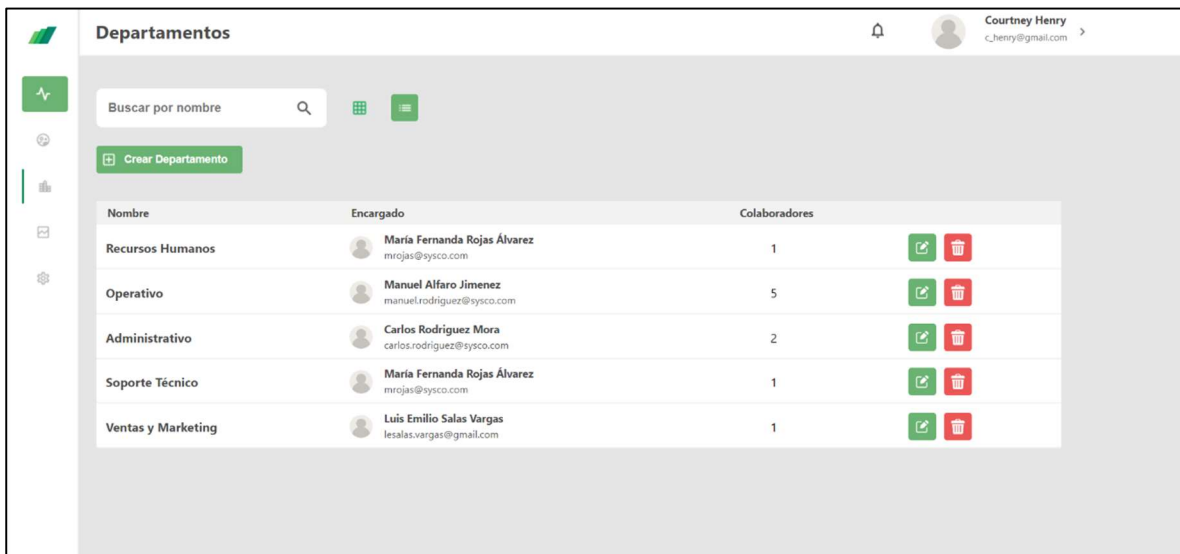 Departamentos
Courtney Henry
c_henry@gmail.com
Buscar por nombre
Crear Departamento
Nombre Encargado Colaboradores
Recursos Humanos María Fernanda Rojas Álvarez 1
mrojas@sysco.com
Operativo Manuel Alfaro Jimenez 5
manuel.rodriguez@sysco.com
Administrativo Carlos Rodriguez Mora 2
carlos.rodriguez@sysco.com
Soporte Técnico María Fernanda Rojas Álvarez 1
mrojas@sysco.com
Ventas y Marketing Luis Emilio Salas Vargas 1
lesalas.vargas@gmail.com